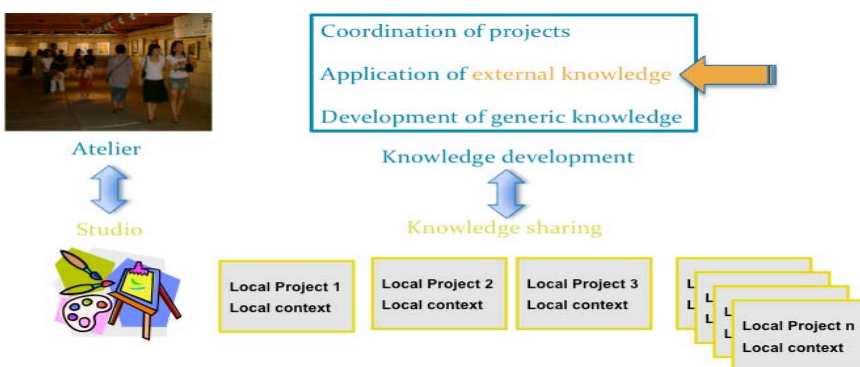 Coordination of projects
Application of external knowledge
Development of generic knowledge
Atelier
Knowledge development
Studio
Knowledge sharing
Local Project 1
Local context
Local Project 2
Local context
Local Project 3
Local context
L
L
L
L
L
L
Local Project n
Local context